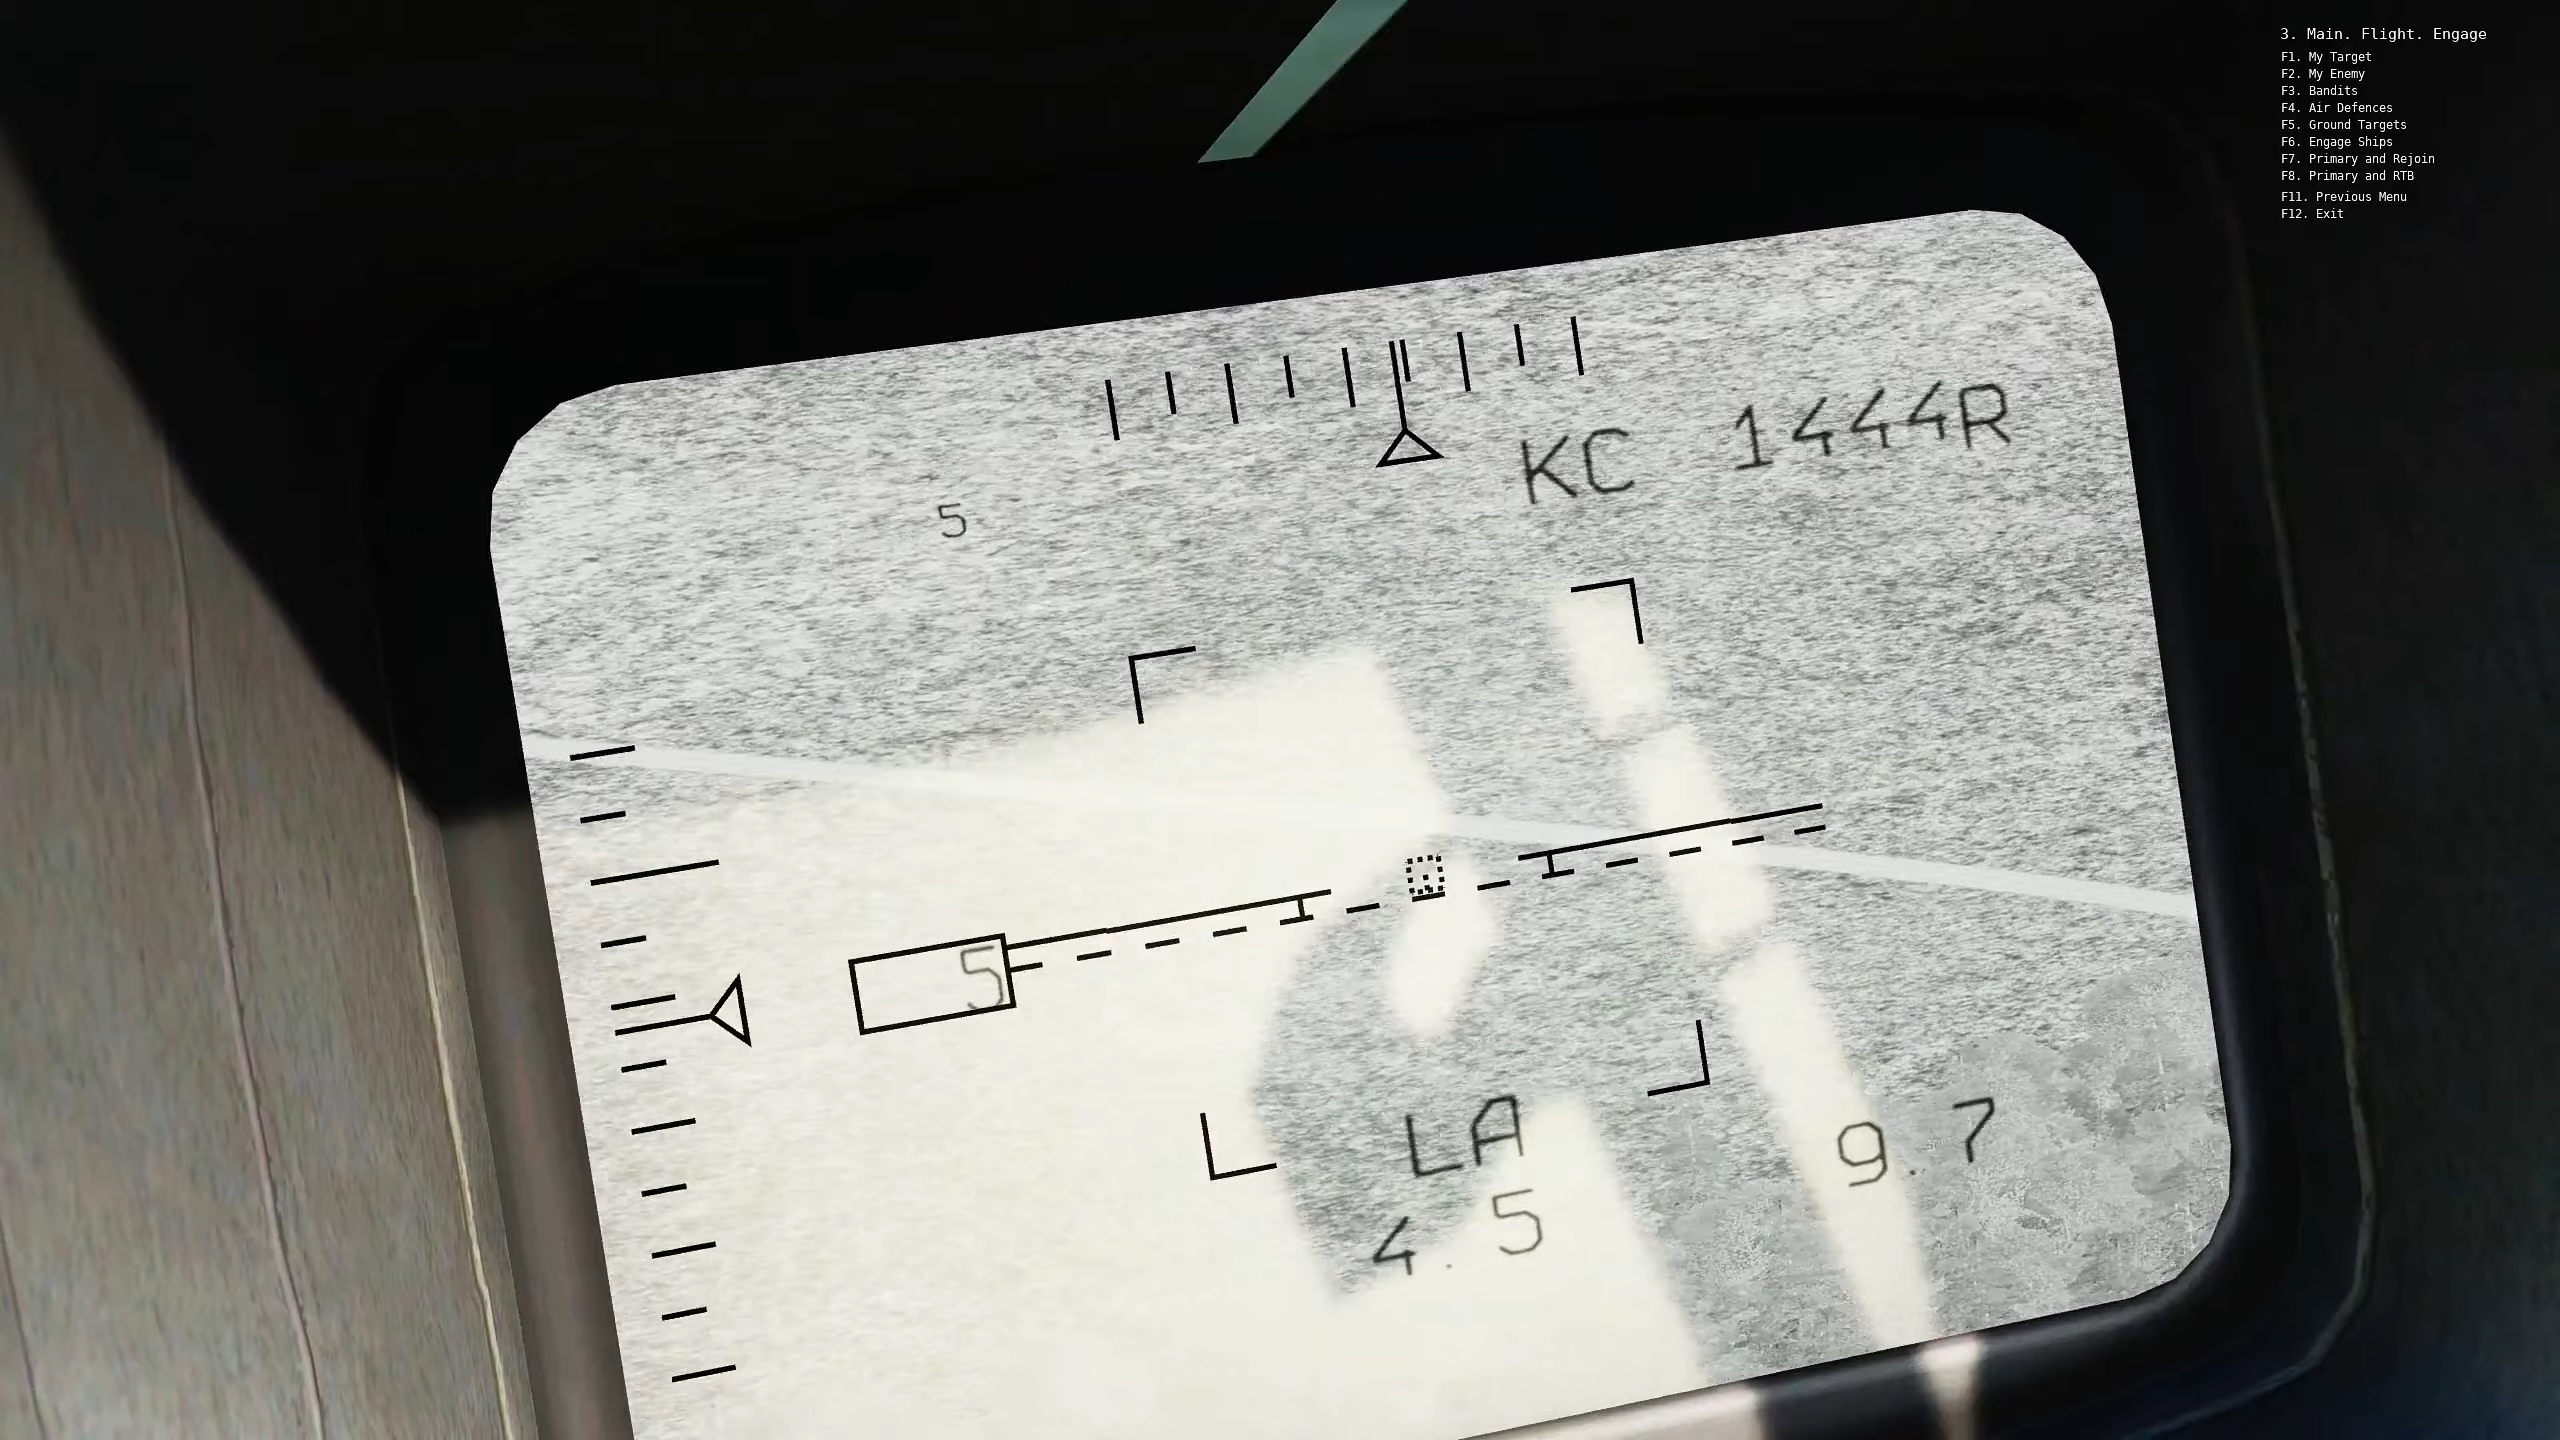 3. Main. Flight. Engage
F1. My Target
F2. My Enemy
F3. Bandits
F4. Air Defences
F5. Ground Targets
F6. Engage Ships
F7. Primary and Rejoin
F8. Primary and RTB
F11. Previous Menu
F12. Exit
KC 1444R
5
5
LA 9.7
4.5